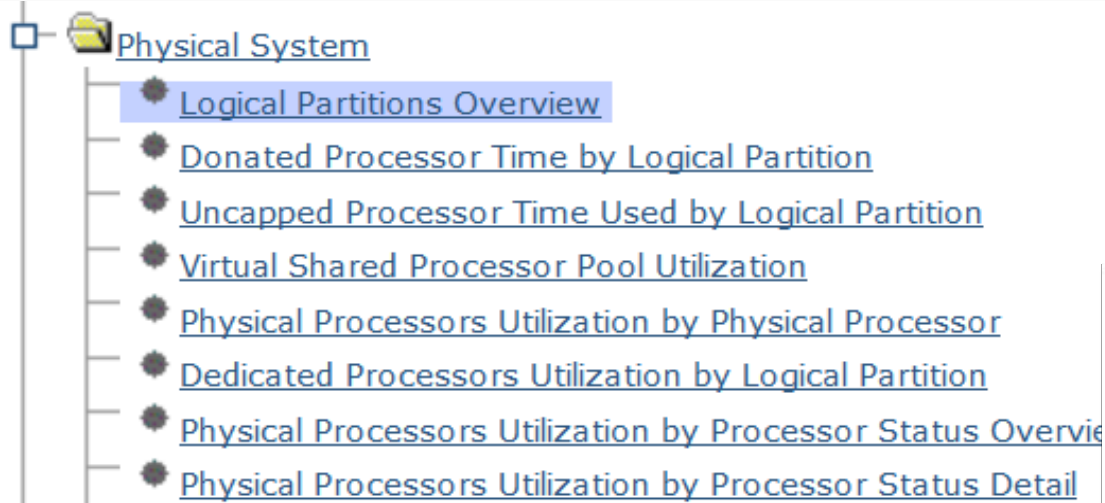 Physical System
Logical Partitions Overview
Donated Processor Time by Logical Partition
Uncapped Processor Time Used by Logical Partition
Virtual Shared Processor Pool Utilization
Physical Processors Utilization by Physical Processor
Dedicated Processors Utilization by Logical Partition
Physical Processors Utilization by Processor Status Overvie
Physical Processors Utilization by Processor Status Detail